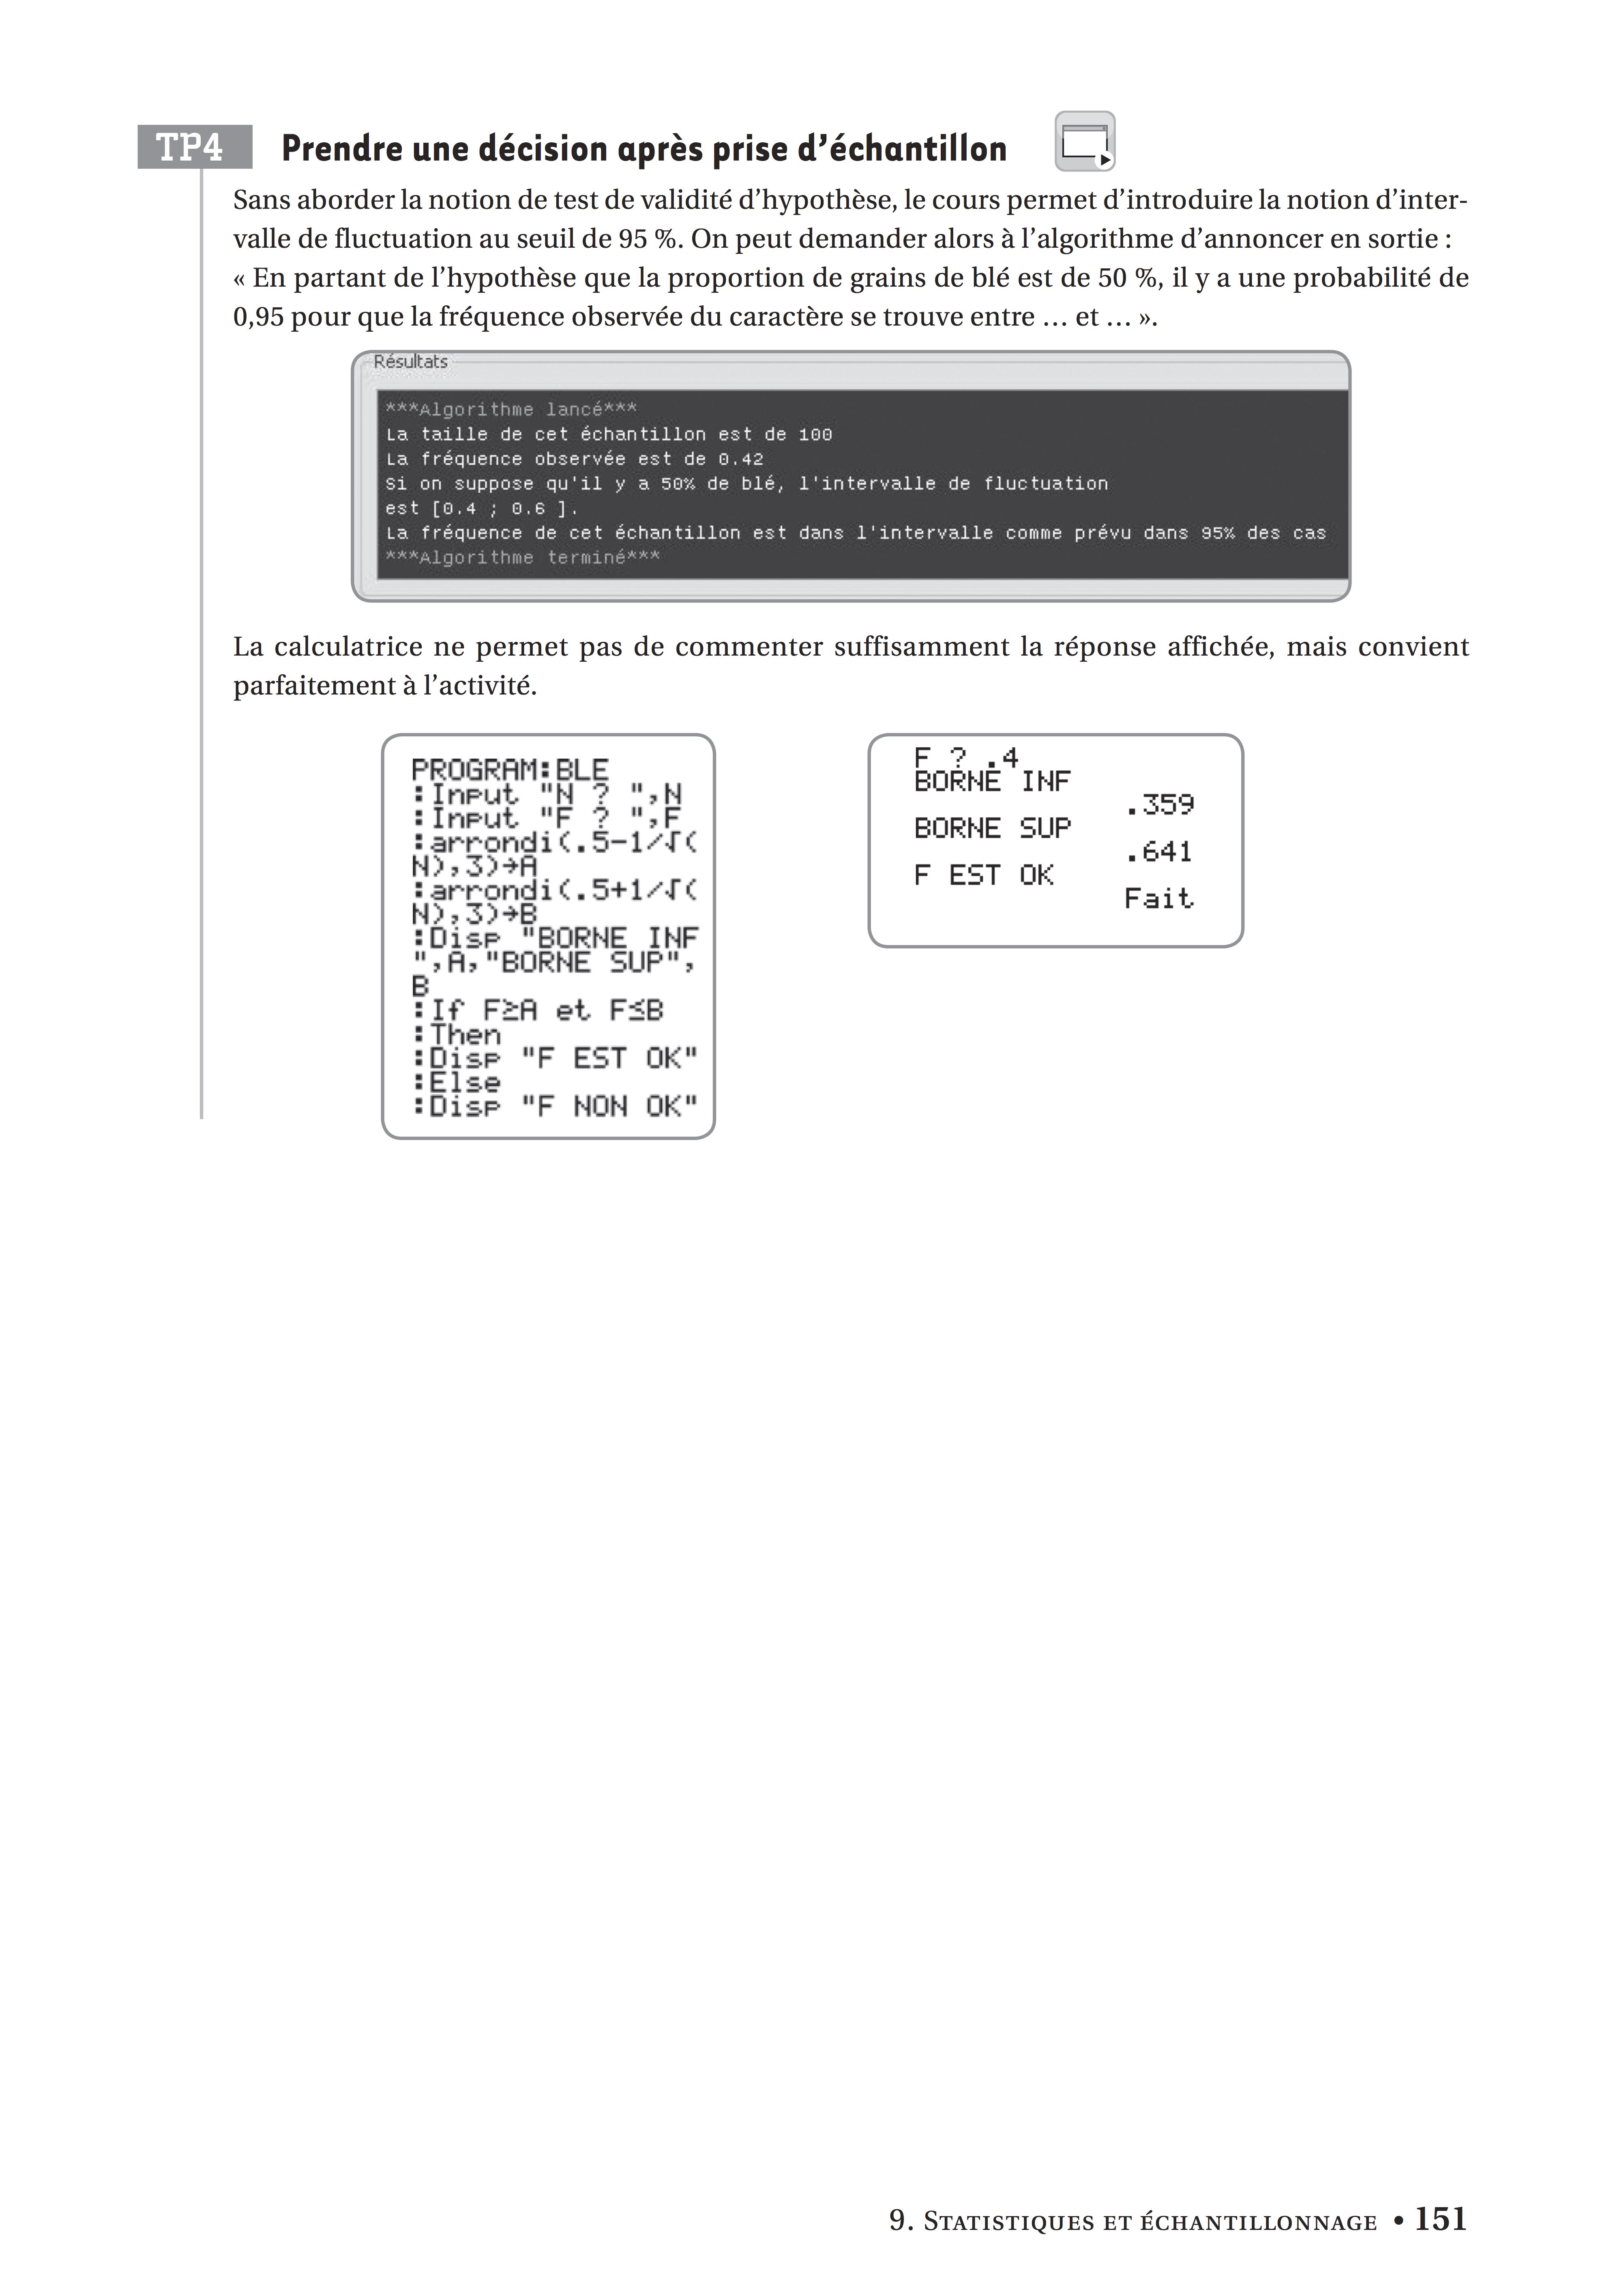 TP4 Prendre une décision après prise d’échantillon
Sans aborder la notion de test de validité d’hypothèse, le cours permet d’introduire la notion d’inter-
valle de fluctuation au seuil de 95 %. On peut demander alors à l’algorithme d’annoncer en sortie :
« En partant de l’hypothèse que la proportion de grains de blé est de 50 %, il y a une probabilité de
0,95 pour que la fréquence observée du caractère se trouve entre … et … ».
Résultats
***Algorithme lancé***
La taille de cet échantillon est de 100
La fréquence observée est de 0.42
Si on suppose qu'il y a 50% de blé, l'intervalle de fluctuation
est [0.4 ; 0.6 ].
La fréquence de cet échantillon est dans l'intervalle comme prévu dans 95% des cas
***Algorithme terminé***
La calculatrice ne permet pas de commenter suffisamment la réponse affichée, mais convient
parfaitement à l’activité.
PROGRAM:BLE
:Input "N ? ",N
:Input "F ? ",F
:arrondi(.5-1/√(
N),3)→A
:arrondi(.5+1/√(
N),3)→B
:Disp "BORNE INF
",A,"BORNE SUP",
B
:If F≥A et F≤B
:Then
:Disp "F EST OK"
:Else
:Disp "F NON OK"
F ? .4
BORNE INF
.359
BORNE SUP
.641
F EST OK
Fait
9. Statistiques et échantillonnage • 151